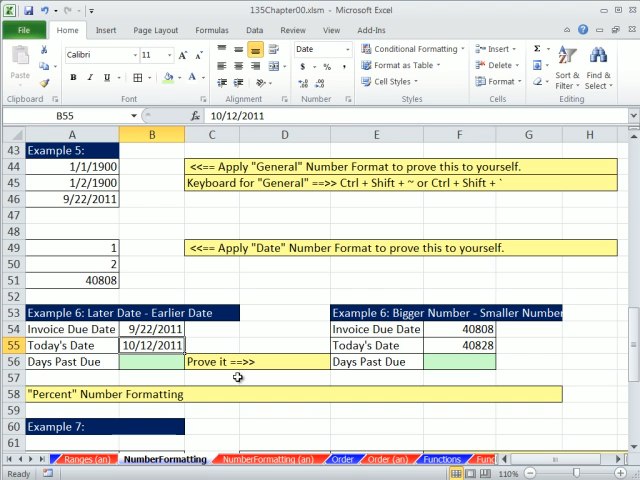 135Chapter00.xlsm - Microsoft Excel
File Home Insert Page Layout Formulas Data Review View Add-Ins
Paste
Calibri 11
Date
Conditional Formatting
Format as Table
Cell Styles
Insert
Delete
Format
Sort & Filter
Find & Select
Clipboard Font Alignment Number Styles Cells Editing
B55 fx 10/12/2011
A B C D E F G H
43 Example 5:
44 1/1/1900 <<== Apply "General" Number Format to prove this to yourself.
45 1/2/1900 Keyboard for "General" ==>> Ctrl + Shift + ~ or Ctrl + Shift + `
46 9/22/2011
47
48
49 1 <<== Apply "Date" Number Format to prove this to yourself.
50 2
51 40808
52
53 Example 6: Later Date - Earlier Date Example 6: Bigger Number - Smaller Number
54 Invoice Due Date 9/22/2011 Invoice Due Date 40808
55 Today's Date 10/12/2011 Today's Date 40828
56 Days Past Due Prove it ==>> Days Past Due
57
58 "Percent" Number Formatting
59
60 Example 7:
61
Ranges (an) NumberFormatting NumberFormatting (an) Order Order (an) Functions Func
Ready 110%